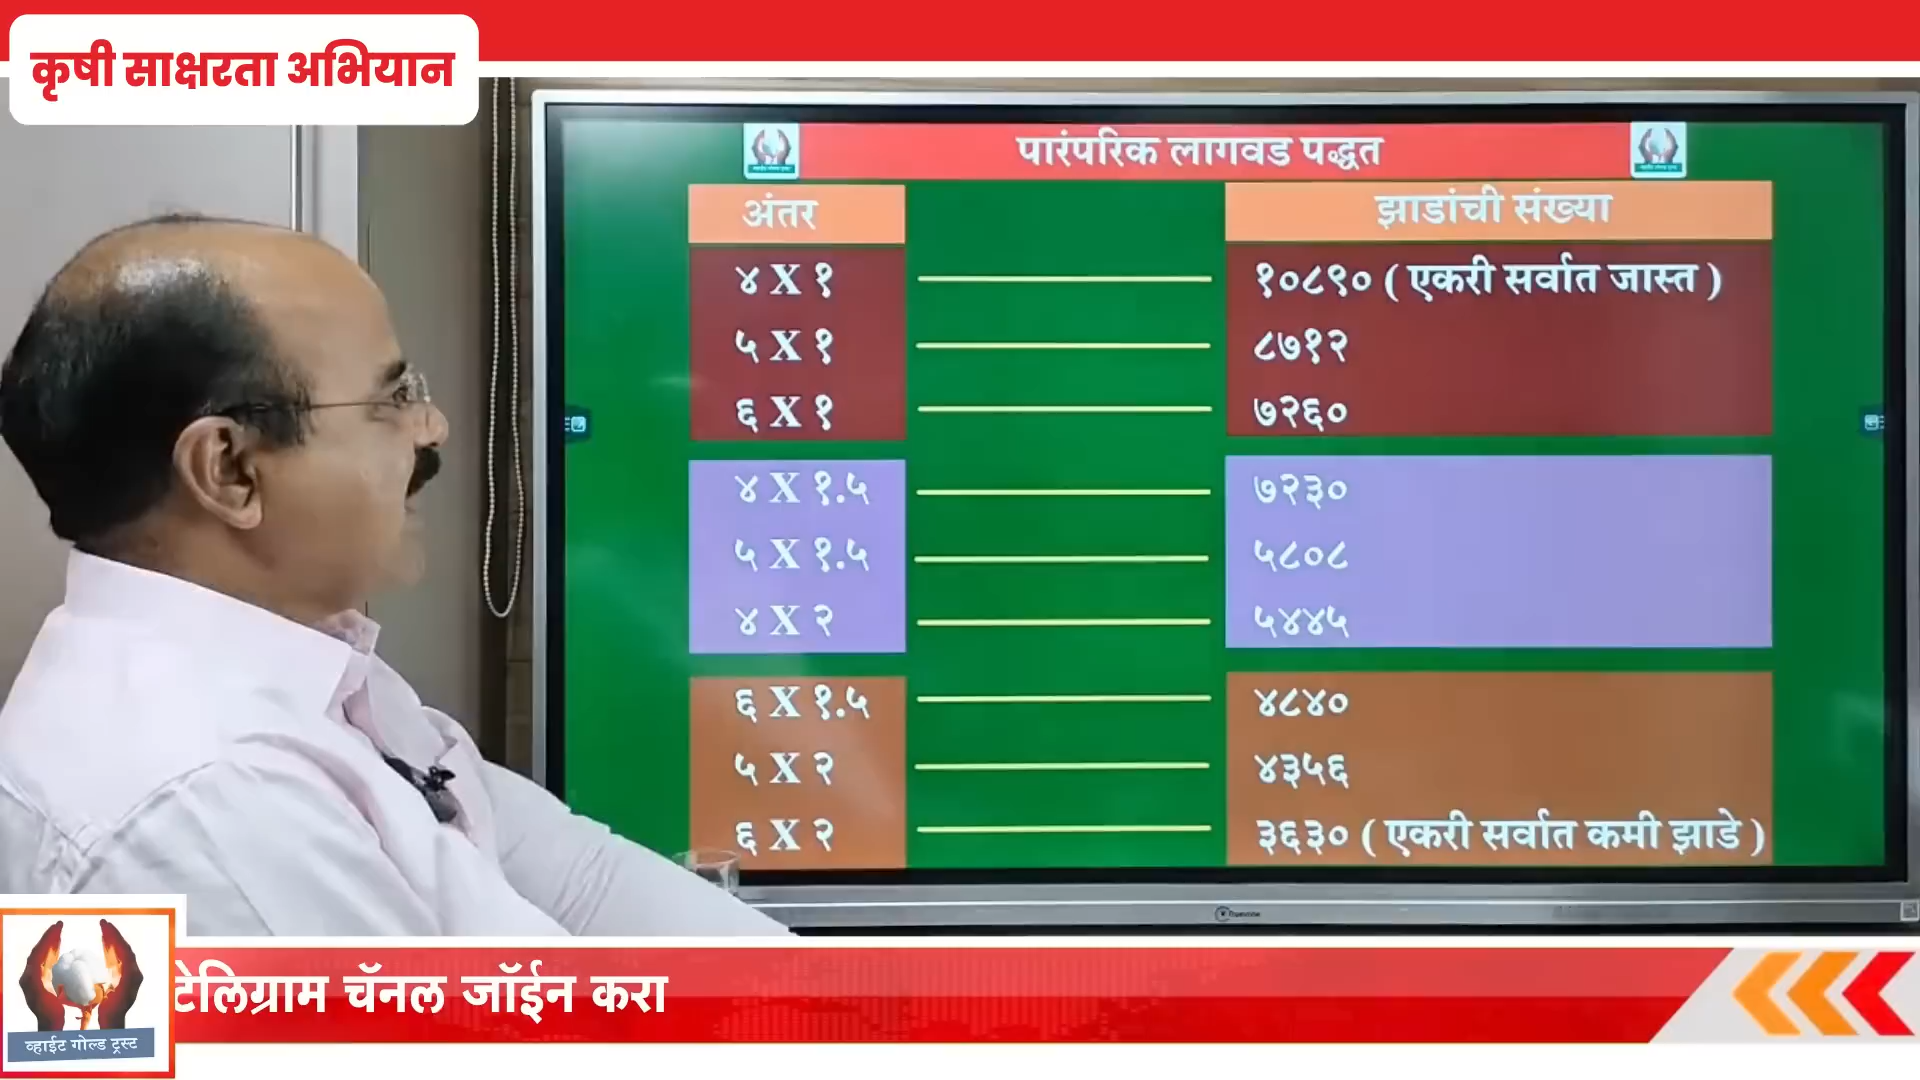 कृषी साक्षरता अभियान
पारंपरिक लागवड पद्धत
अंतर झाडांची संख्या
४ X १ १०८९० ( एकरी सर्वात जास्त )
५ X १ ८७१२
६ X १ ७२६०
४ X १.५ ७२३०
५ X १.५ ५८०८
४ X २ ५४४५
६ X १.५ ४८४०
५ X २ ४३५६
६ X २ ३६३० ( एकरी सर्वात कमी झाडे )
टेलिग्राम चॅनल जॉईन करा
व्हाईट गोल्ड ट्रस्ट